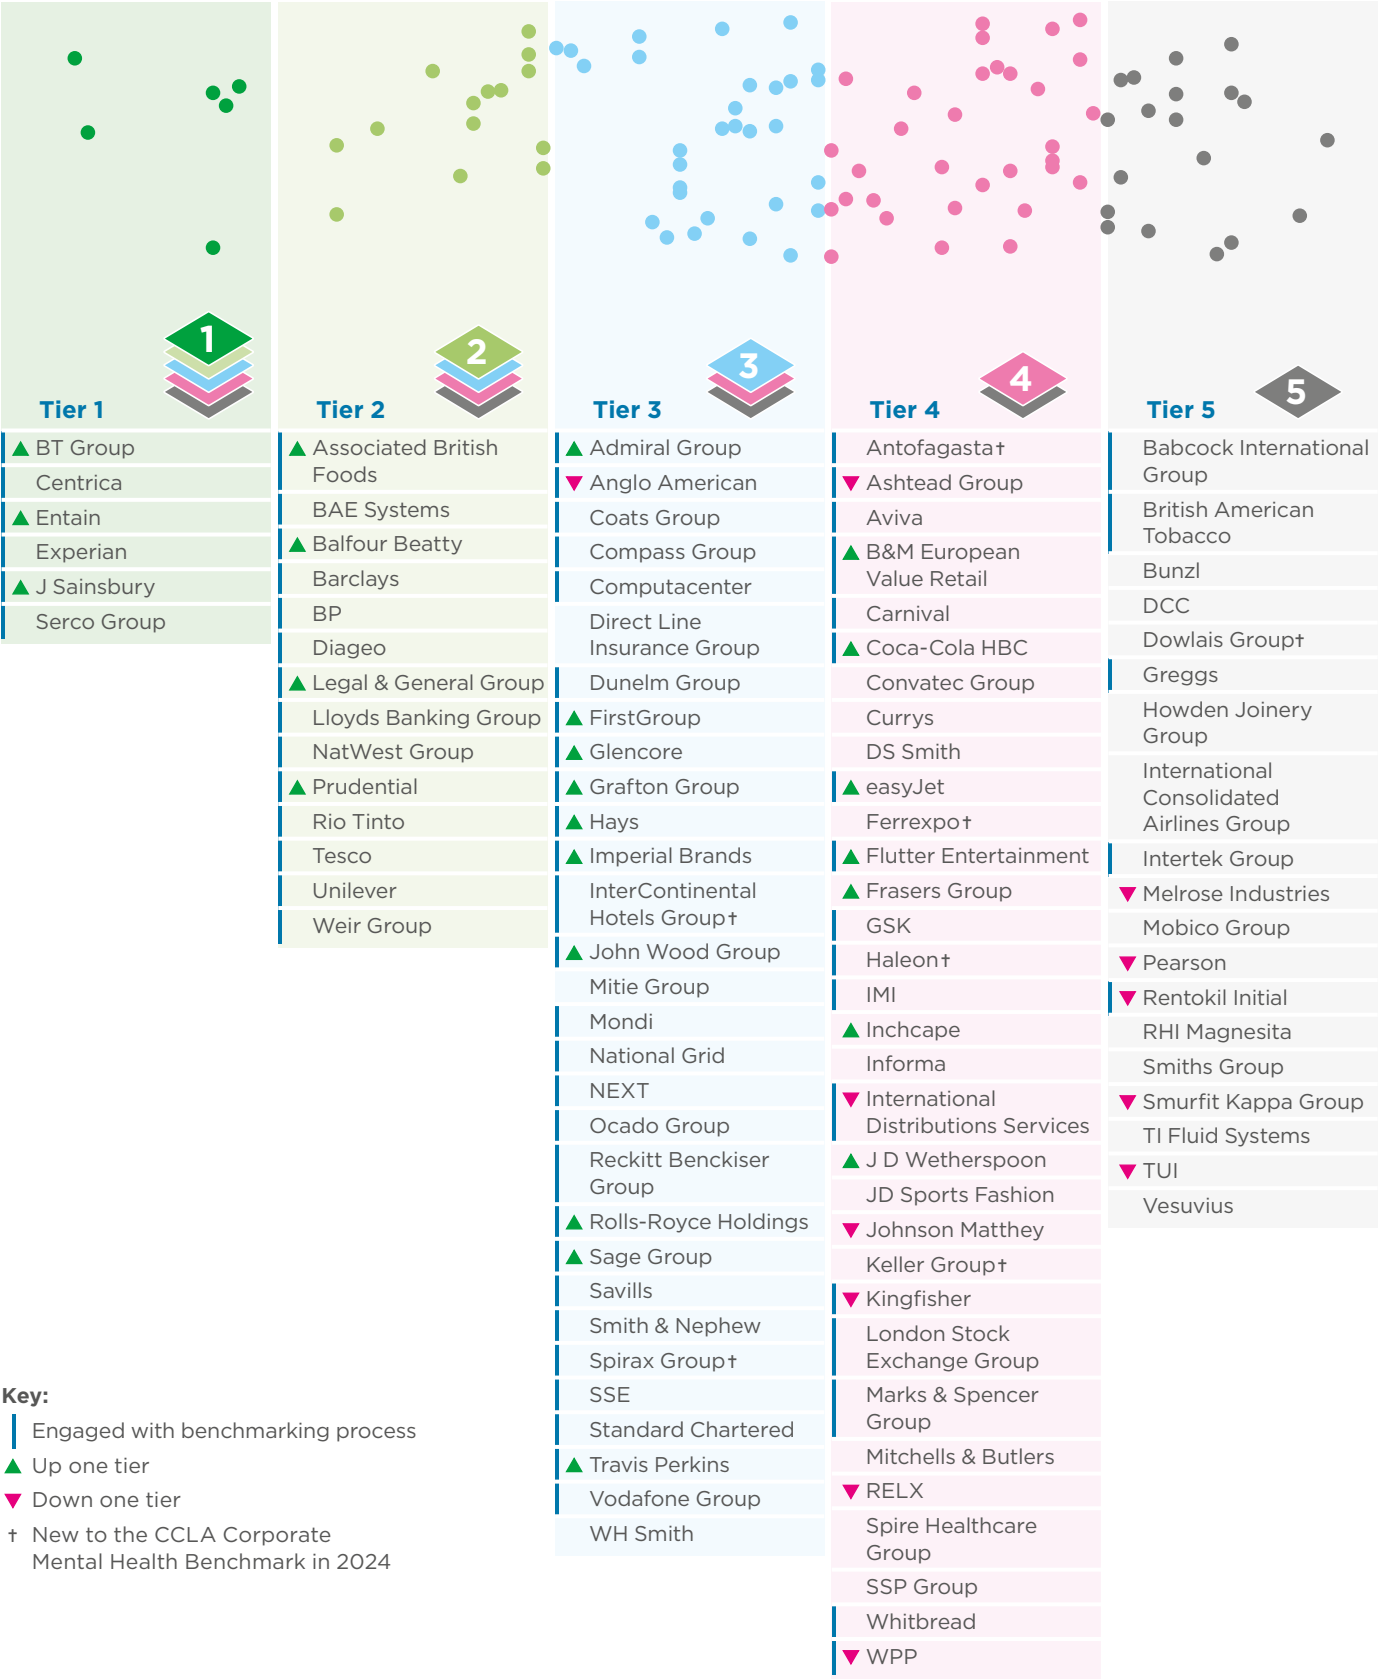 1
2
3
4
5
Tier 1
BT Group
Centrica
Entain
Experian
J Sainsbury
Serco Group
Tier 2
Associated British
Foods
BAE Systems
Balfour Beatty
Barclays
BP
Diageo
Legal & General Group
Lloyds Banking Group
NatWest Group
Prudential
Rio Tinto
Tesco
Unilever
Weir Group
Tier 3
Admiral Group
Anglo American
Coats Group
Compass Group
Computacenter
Direct Line
Insurance Group
Dunelm Group
FirstGroup
Glencore
Grafton Group
Hays
Imperial Brands
InterContinental
Hotels Group†
John Wood Group
Mitie Group
Mondi
National Grid
NEXT
Ocado Group
Reckitt Benckiser
Group
Rolls-Royce Holdings
Sage Group
Savills
Smith & Nephew
Spirax Group†
SSE
Standard Chartered
Travis Perkins
Vodafone Group
WH Smith
Tier 4
Antofagasta†
Ashtead Group
Aviva
B&M European
Value Retail
Carnival
Coca-Cola HBC
Convatec Group
Currys
DS Smith
easyJet
Ferrexpo†
Flutter Entertainment
Frasers Group
GSK
Haleon†
IMI
Inchcape
Informa
International
Distributions Services
J D Wetherspoon
JD Sports Fashion
Johnson Matthey
Keller Group†
Kingfisher
London Stock
Exchange Group
Marks & Spencer
Group
Mitchells & Butlers
RELX
Spire Healthcare
Group
SSP Group
Whitbread
WPP
Tier 5
Babcock International
Group
British American
Tobacco
Bunzl
DCC
Dowlais Group†
Greggs
Howden Joinery
Group
International
Consolidated
Airlines Group
Intertek Group
Melrose Industries
Mobico Group
Pearson
Rentokil Initial
RHI Magnesita
Smiths Group
Smurfit Kappa Group
TI Fluid Systems
TUI
Vesuvius
Key:
Engaged with benchmarking process
Up one tier
Down one tier
† New to the CCLA Corporate
Mental Health Benchmark in 2024